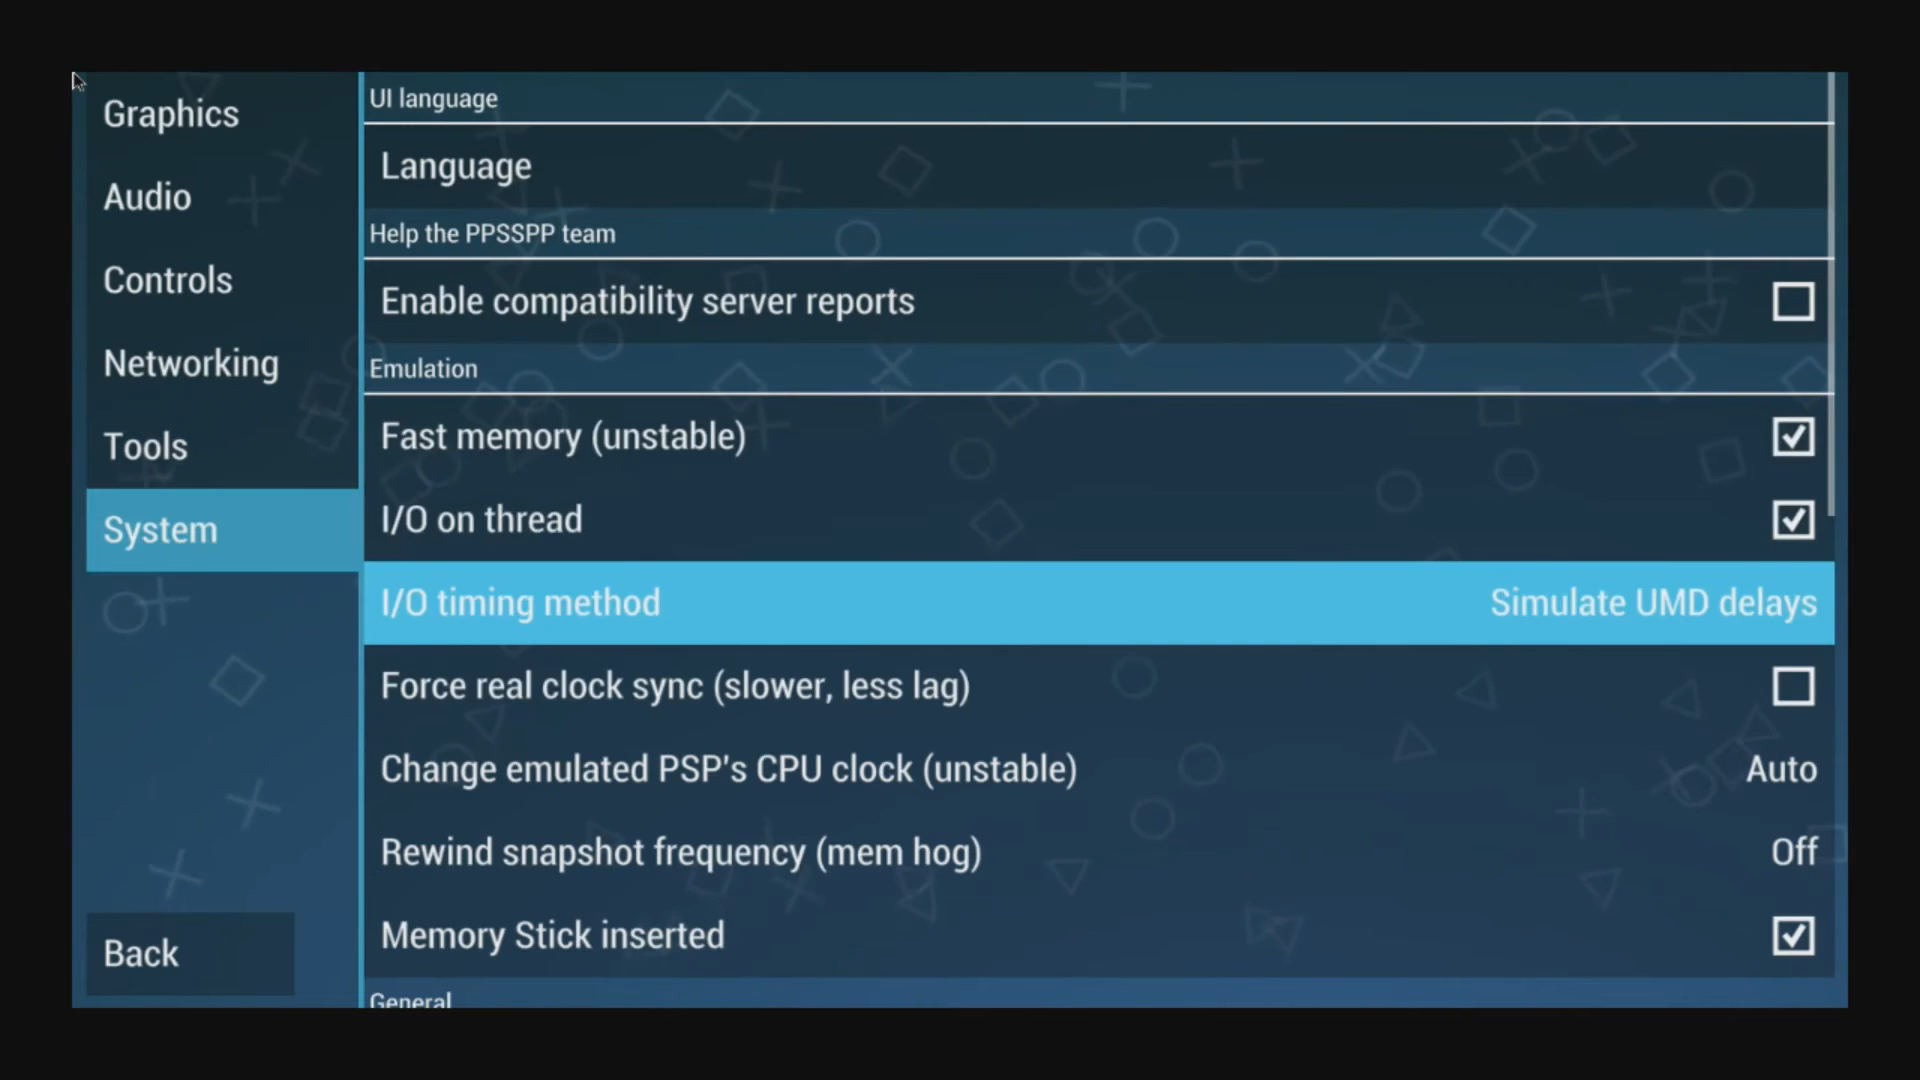 Graphics
Audio
Controls
Networking
Tools
System
Back
UI language
Language
Help the PPSSPP team
Enable compatibility server reports
Emulation
Fast memory (unstable)
I/O on thread
I/O timing method Simulate UMD delays
Force real clock sync (slower, less lag)
Change emulated PSP's CPU clock (unstable) Auto
Rewind snapshot frequency (mem hog) Off
Memory Stick inserted
General